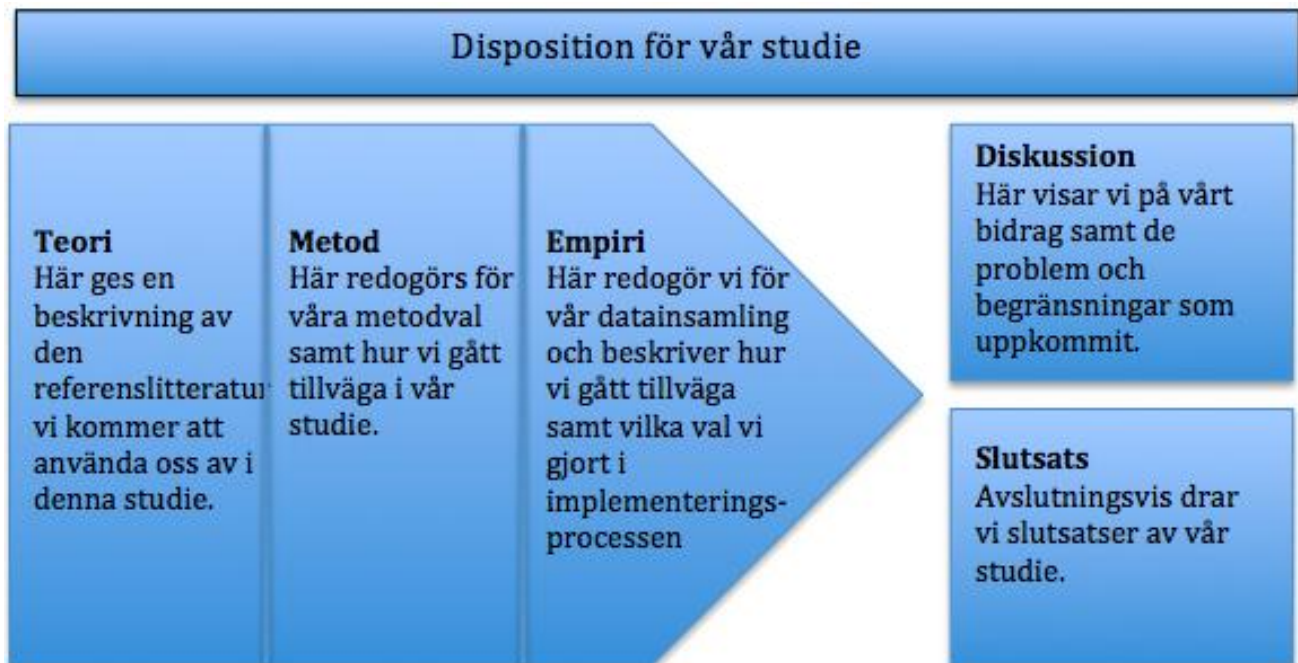 Disposition för vår studie
Teori
Här ges en
beskrivning av
den
referenslitteratur
vi kommer att
använda oss av i
denna studie.
Metod
Här redogörs för
våra metodval
samt hur vi gått
tillväga i vår
studie.
Empiri
Här redogör vi för
vår datainsamling
och beskriver hur
vi gått tillväga
samt vilka val vi
gjort i
implementerings-
processen
Diskussion
Här visar vi på vårt
bidrag samt de
problem och
begränsningar som
uppkommit.
Slutsats
Avslutningsvis drar
vi slutsatser av vår
studie.